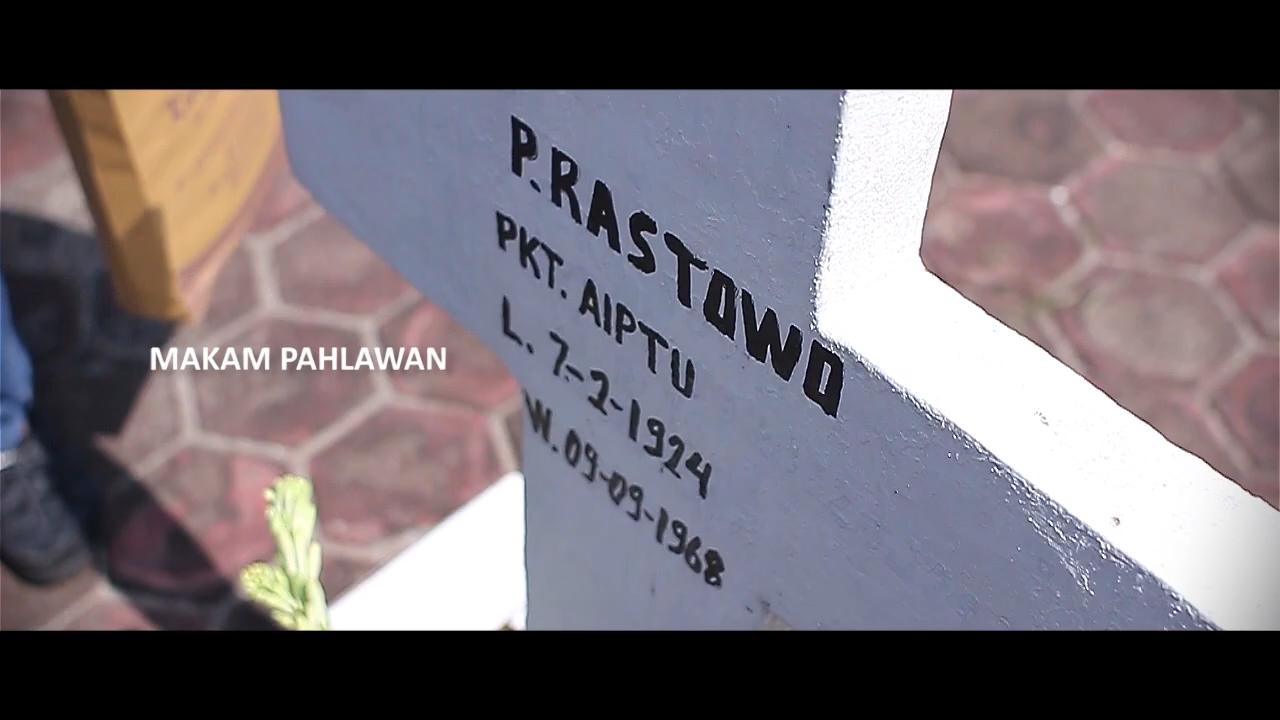 P.RASTOWO
PKT. AIPTU
L. 7-2-1924
W. 09-09-1968
MAKAM PAHLAWAN